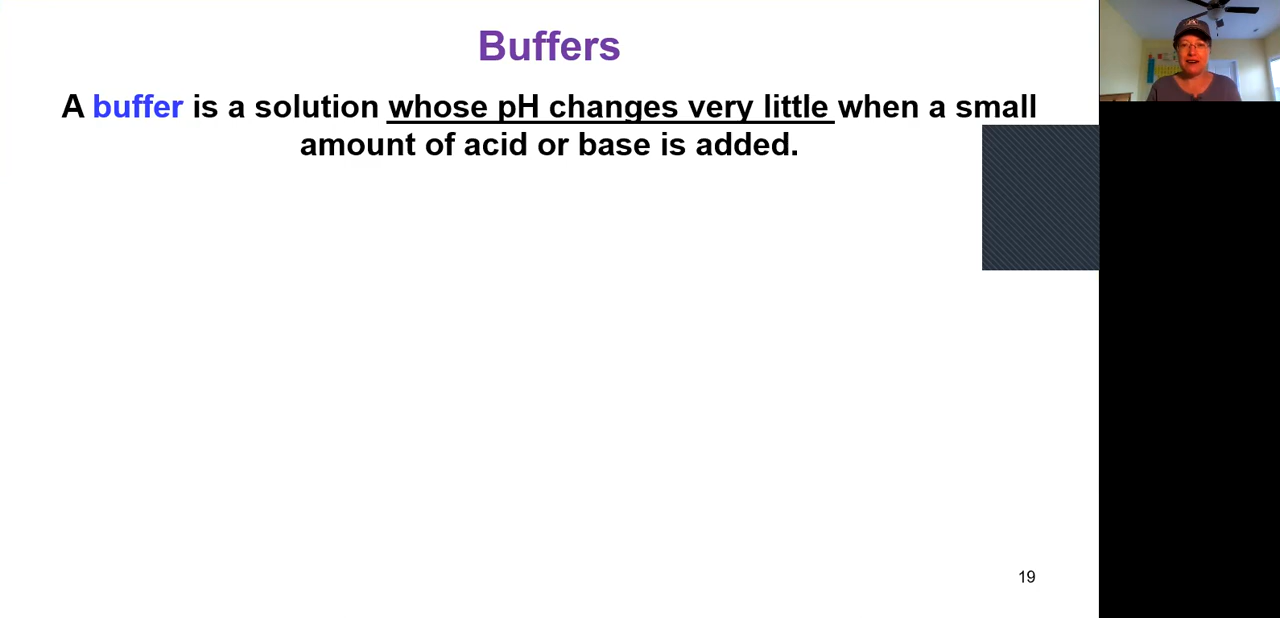 Buffers
A buffer is a solution whose pH changes very little when a small
amount of acid or base is added.
19